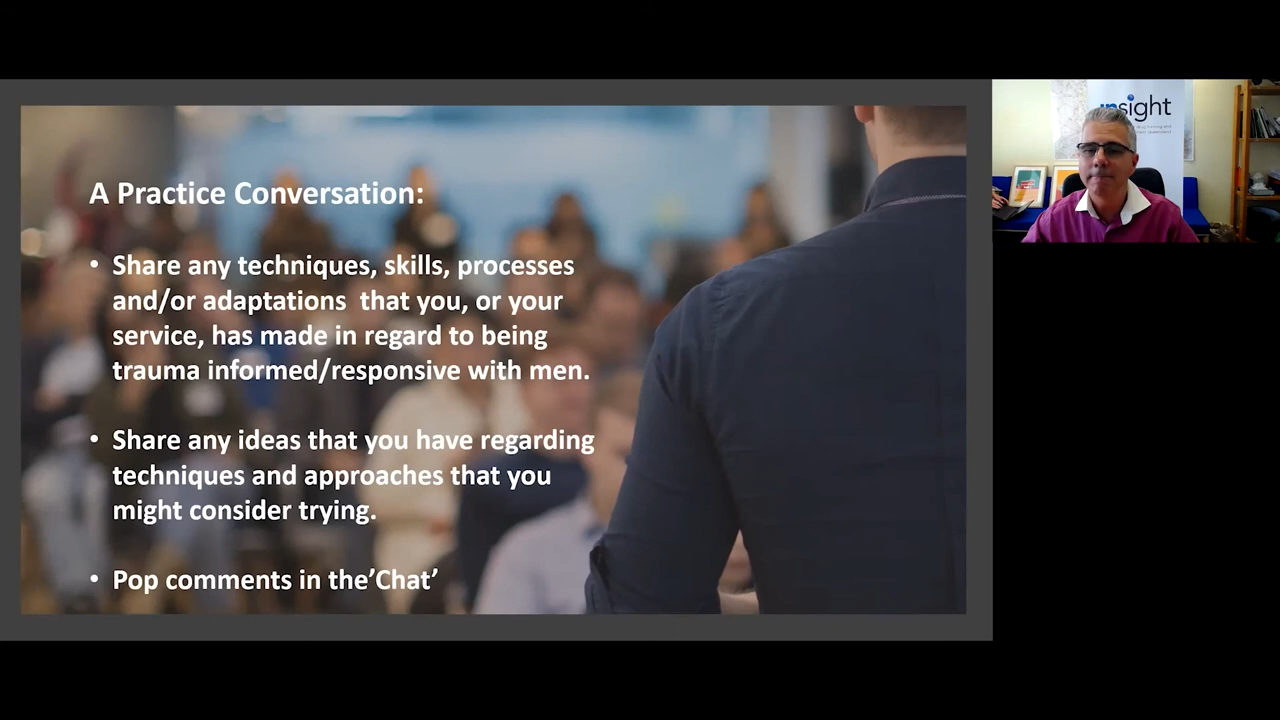 A Practice Conversation:
• Share any techniques, skills, processes
and/or adaptations  that you, or your
service, has made in regard to being
trauma informed/responsive with men.
• Share any ideas that you have regarding
techniques and approaches that you
might consider trying.
• Pop comments in the’Chat’
insight